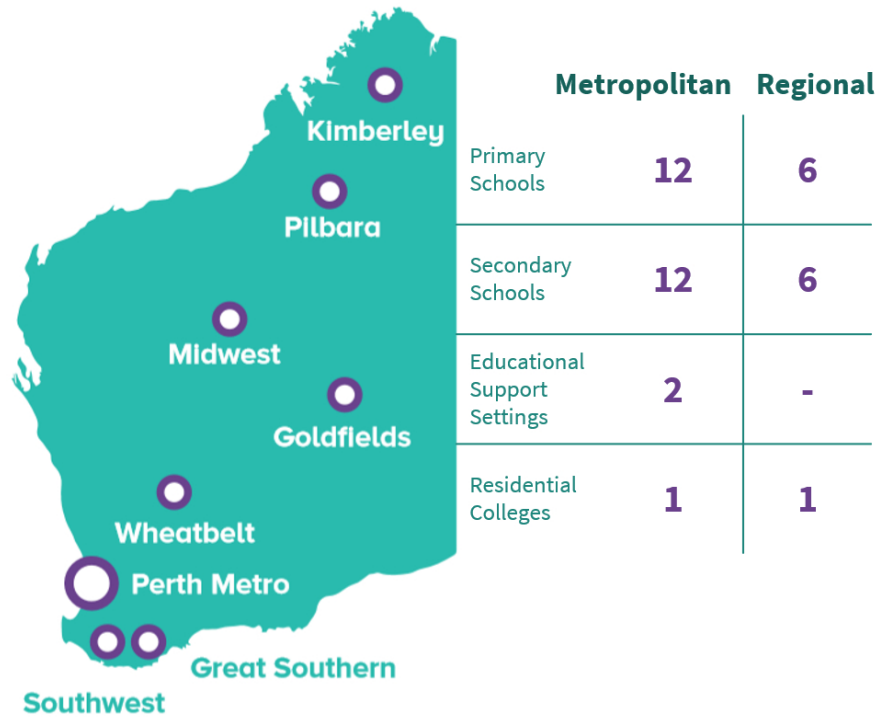 Kimberley
Pilbara
Midwest
Goldfields
Wheatbelt
Perth Metro
Great Southern
Southwest
Metropolitan Regional
Primary
Schools
12 6
Secondary
Schools
12 6
Educational
Support
Settings
2 -
Residential
Colleges
1 1